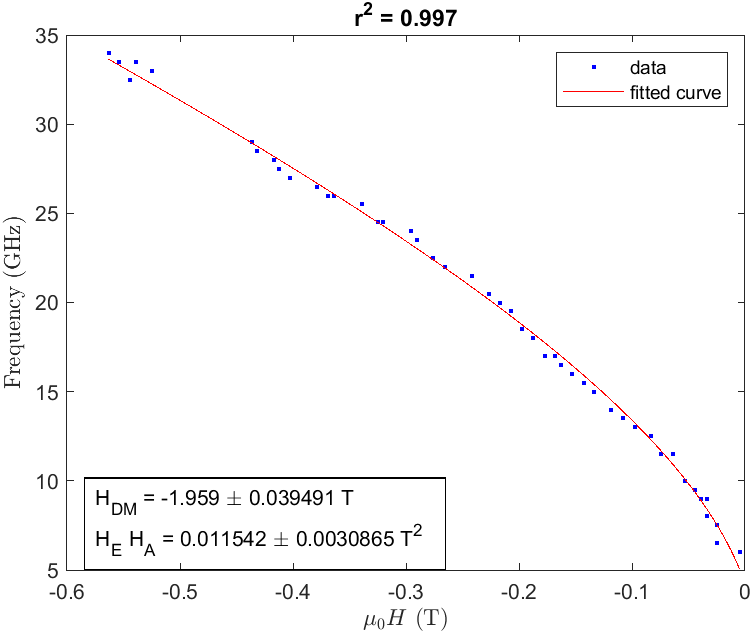 r² = 0.997
35
30
25
20
15
10
5
Frequency (GHz)
data
fitted curve
H_DM = -1.959 ± 0.039491 T
H_E H_A = 0.011542 ± 0.0030865 T²
-0.6 -0.5 -0.4 -0.3 -0.2 -0.1 0
μ₀H (T)